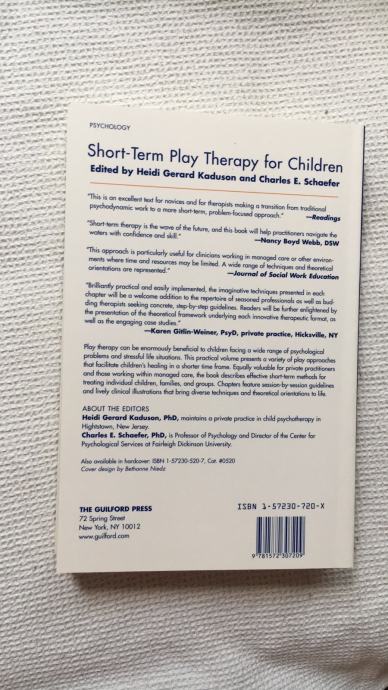 PSYCHOLOGY
Short-Term Play Therapy for Children
Edited by Heidi Gerard Kaduson and Charles E. Schaefer
"This is an excellent text for novices and for therapists making a transition from traditional
psychodynamic work to a more short-term, problem-focused approach." —Readings
"Short-term therapy is the wave of the future, and this book will help practitioners navigate the
waters with confidence and skill." —Nancy Boyd Webb, DSW
"This approach is particularly useful for clinicians working in managed care or other environ-
ments where time and resources may be limited. A wide range of techniques and theoretical
orientations are represented." —Journal of Social Work Education
"Brilliantly practical and easily implemented, the imaginative techniques presented in each
chapter will be a welcome addition to the repertoire of seasoned professionals as well as bud-
ding therapists seeking concrete, step-by-step guidelines. Readers will be further enlightened by
the presentation of the theoretical framework underlying each innovative therapeutic format, as
well as the engaging case studies."
—Karen Gitlin-Weiner, PsyD, private practice, Hicksville, NY
Play therapy can be enormously beneficial to children facing a wide range of psychological
problems and stressful life situations. This practical volume presents a variety of play approaches
that facilitate children's healing in a shorter time frame. Equally valuable for private practitioners
and those working within managed care, the book describes effective short-term methods for
treating individual children, families, and groups. Chapters feature session-by-session guidelines
and lively clinical illustrations that bring diverse techniques and theoretical orientations to life.
ABOUT THE EDITORS
Heidi Gerard Kaduson, PhD, maintains a private practice in child psychotherapy in
Hightstown, New Jersey.
Charles E. Schaefer, PhD, is Professor of Psychology and Director of the Center for
Psychological Services at Fairleigh Dickinson University.
Also available in hardcover: ISBN 1-57230-520-7, Cat. #0520
Cover design by Bethanne Niedz
THE GUILFORD PRESS
72 Spring Street
New York, NY 10012
www.guilford.com
ISBN 1-57230-720-X
9 781572 307209